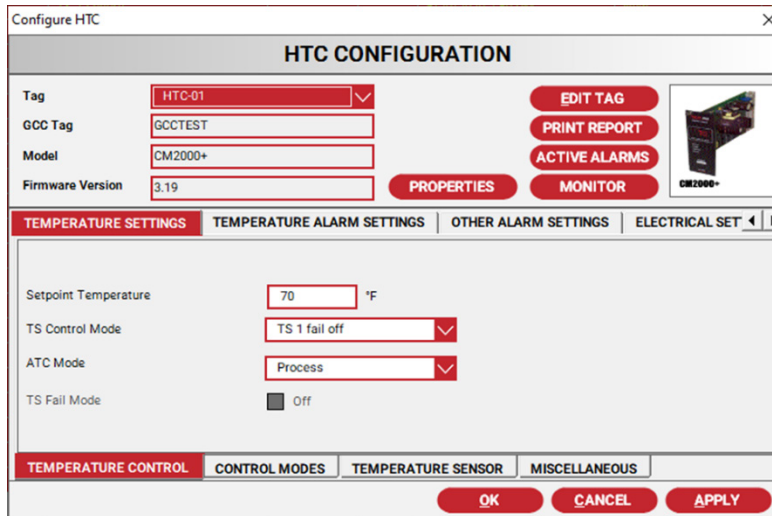 Configure HTC
HTC CONFIGURATION
Tag HTC-01 EDIT TAG
GCC Tag GCCTEST PRINT REPORT
Model CM2000+ ACTIVE ALARMS
Firmware Version 3.19 PROPERTIES MONITOR CM2000+
TEMPERATURE SETTINGS TEMPERATURE ALARM SETTINGS OTHER ALARM SETTINGS ELECTRICAL SET
Setpoint Temperature 70 °F
TS Control Mode TS 1 fail off
ATC Mode Process
TS Fail Mode Off
TEMPERATURE CONTROL CONTROL MODES TEMPERATURE SENSOR MISCELLANEOUS
OK CANCEL APPLY